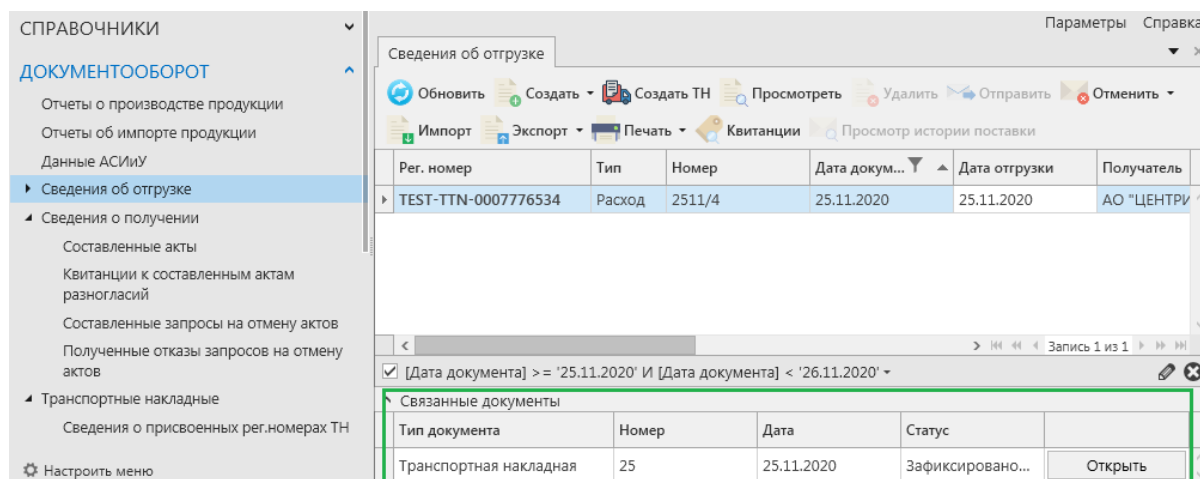 СПРАВОЧНИКИ
ДОКУМЕНТООБОРОТ
Отчеты о производстве продукции
Отчеты об импорте продукции
Данные АСИиУ
Сведения об отгрузке
Сведения о получении
Составленные акты
Квитанции к составленным актам
разногласий
Составленные запросы на отмену актов
Полученные отказы запросов на отмену
актов
Транспортные накладные
Сведения о присвоенных рег.номерах ТН
Настроить меню
Параметры Справка
Сведения об отгрузке
Обновить Создать Создать ТН Просмотреть Удалить Отправить Отменить
Импорт Экспорт Печать Квитанции Просмотр истории поставки
Рег. номер Тип Номер Дата докум... Дата отгрузки Получатель
TEST-TTN-0007776534 Расход 2511/4 25.11.2020 25.11.2020 АО "ЦЕНТРИ
Запись 1 из 1
[Дата документа] >= '25.11.2020' И [Дата документа] < '26.11.2020'
Связанные документы
Тип документа Номер Дата Статус
Транспортная накладная 25 25.11.2020 Зафиксировано... Открыть